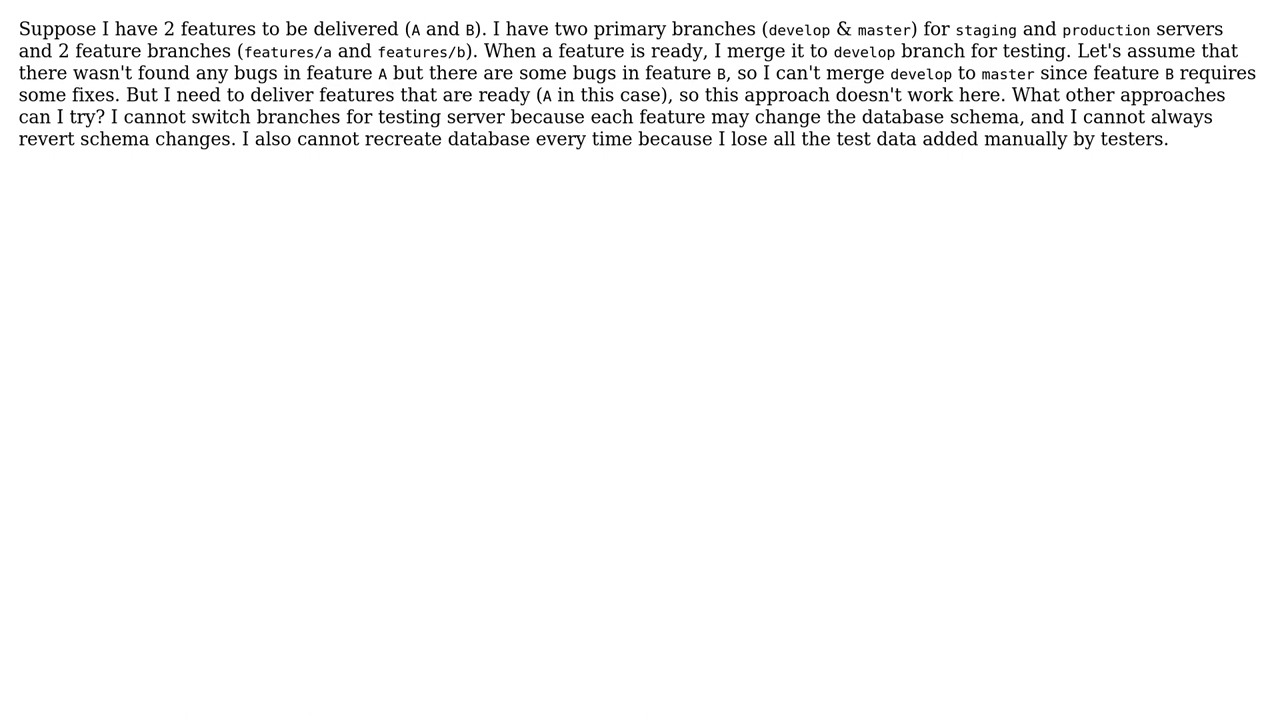 Suppose I have 2 features to be delivered (A and B). I have two primary branches (develop & master) for staging and production servers
and 2 feature branches (features/a and features/b). When a feature is ready, I merge it to develop branch for testing. Let's assume that
there wasn't found any bugs in feature A but there are some bugs in feature B, so I can't merge develop to master since feature B requires
some fixes. But I need to deliver features that are ready (A in this case), so this approach doesn't work here. What other approaches
can I try? I cannot switch branches for testing server because each feature may change the database schema, and I cannot always
revert schema changes. I also cannot recreate database every time because I lose all the test data added manually by testers.